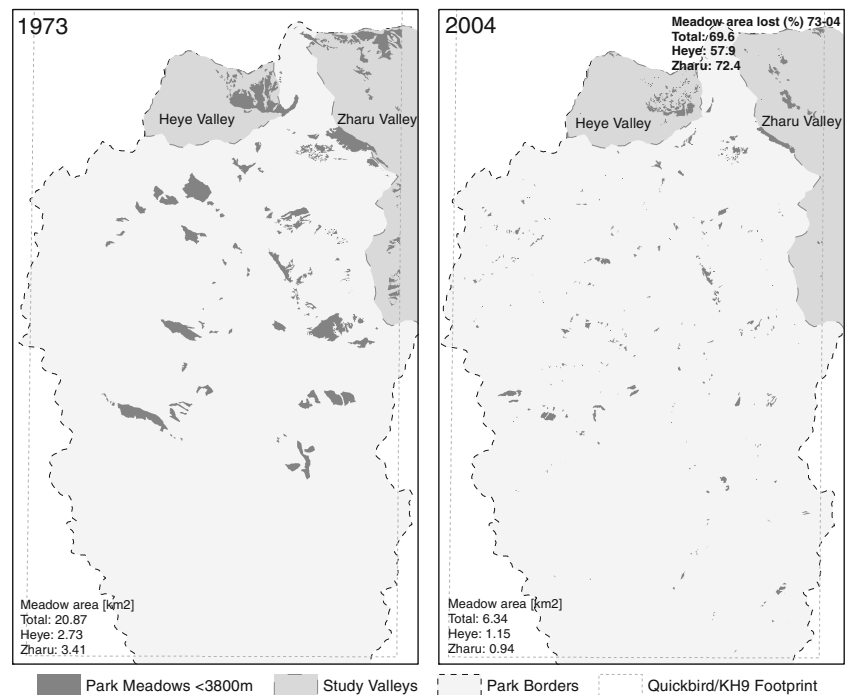 1973
Heye Valley
Zharu Valley
Meadow area [km2]
Total: 20.87
Heye: 2.73
Zharu: 3.41
2004
Meadow area lost (%) 73-04
Total: 69.6
Heye: 57.9
Zharu: 72.4
Heye Valley
Zharu Valley
Meadow area [km2]
Total: 6.34
Heye: 1.15
Zharu: 0.94
Park Meadows <3800m
Study Valleys
Park Borders
Quickbird/KH9 Footprint